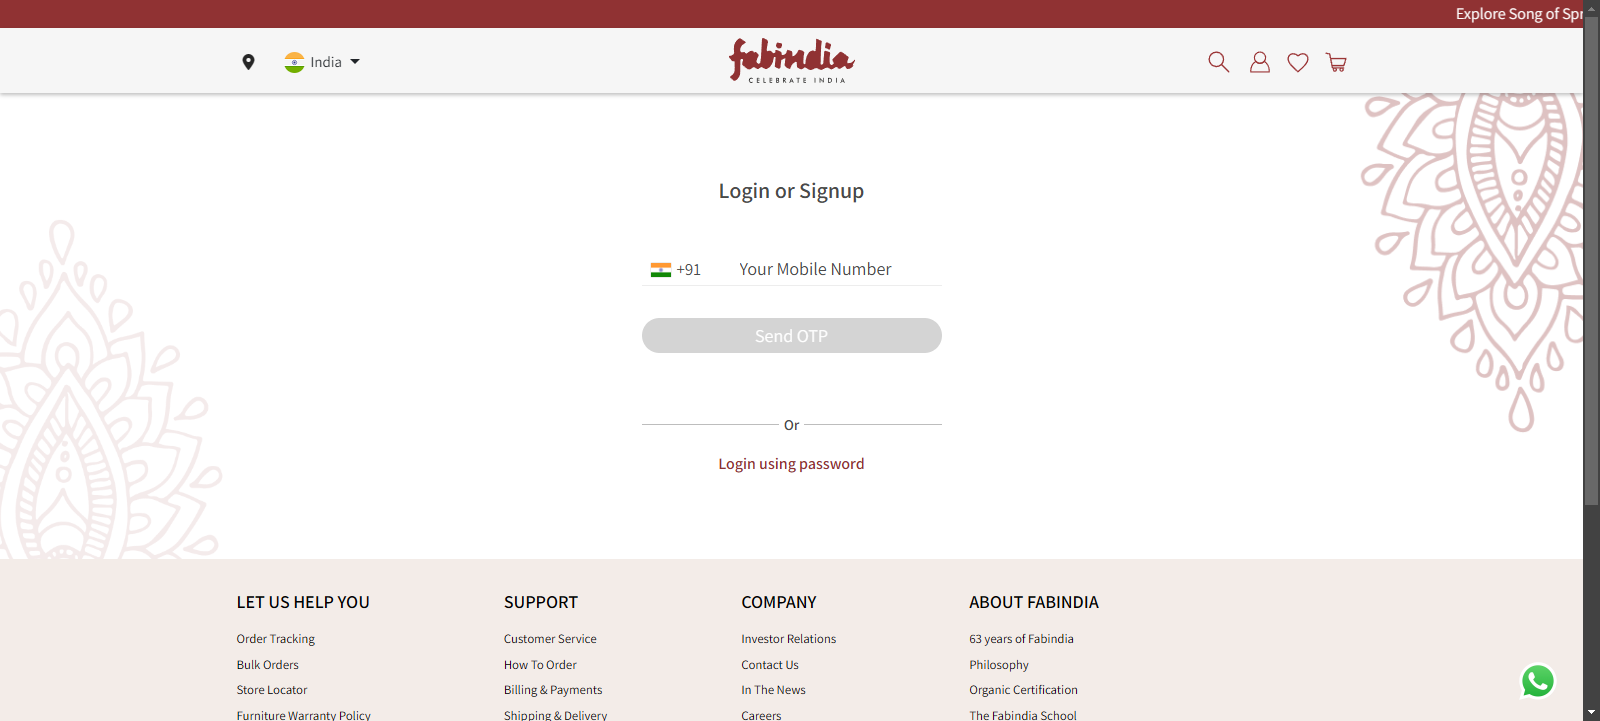 Explore Song of Spr
India
fabindia
CELEBRATE INDIA
Login or Signup
+91 Your Mobile Number
Send OTP
Or
Login using password
LET US HELP YOU SUPPORT COMPANY ABOUT FABINDIA
Order Tracking Customer Service Investor Relations 63 years of Fabindia
Bulk Orders How To Order Contact Us Philosophy
Store Locator Billing & Payments In The News Organic Certification
Furniture Warranty Policy Shipping & Delivery Careers The Fabindia School